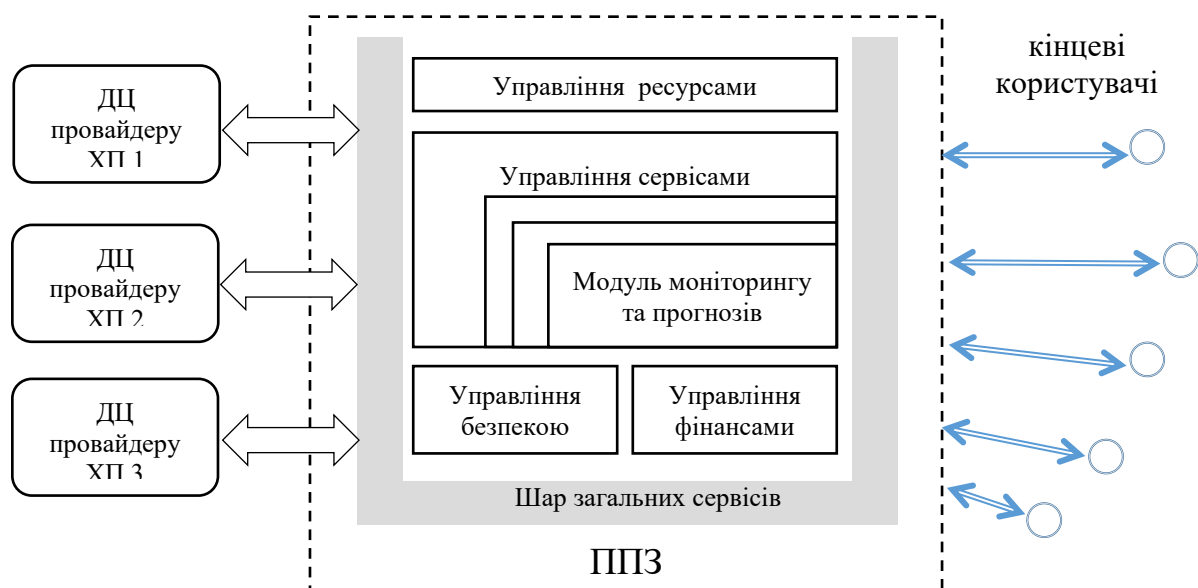 ДЦ
провайдеру
ХП 1
ДЦ
провайдеру
ХП 2
ДЦ
провайдеру
ХП 3
Управління ресурсами
Управління сервісами
Модуль моніторингу
та прогнозів
Управління
безпекою
Управління
фінансами
Шар загальних сервісів
ППЗ
кінцеві
користувачі